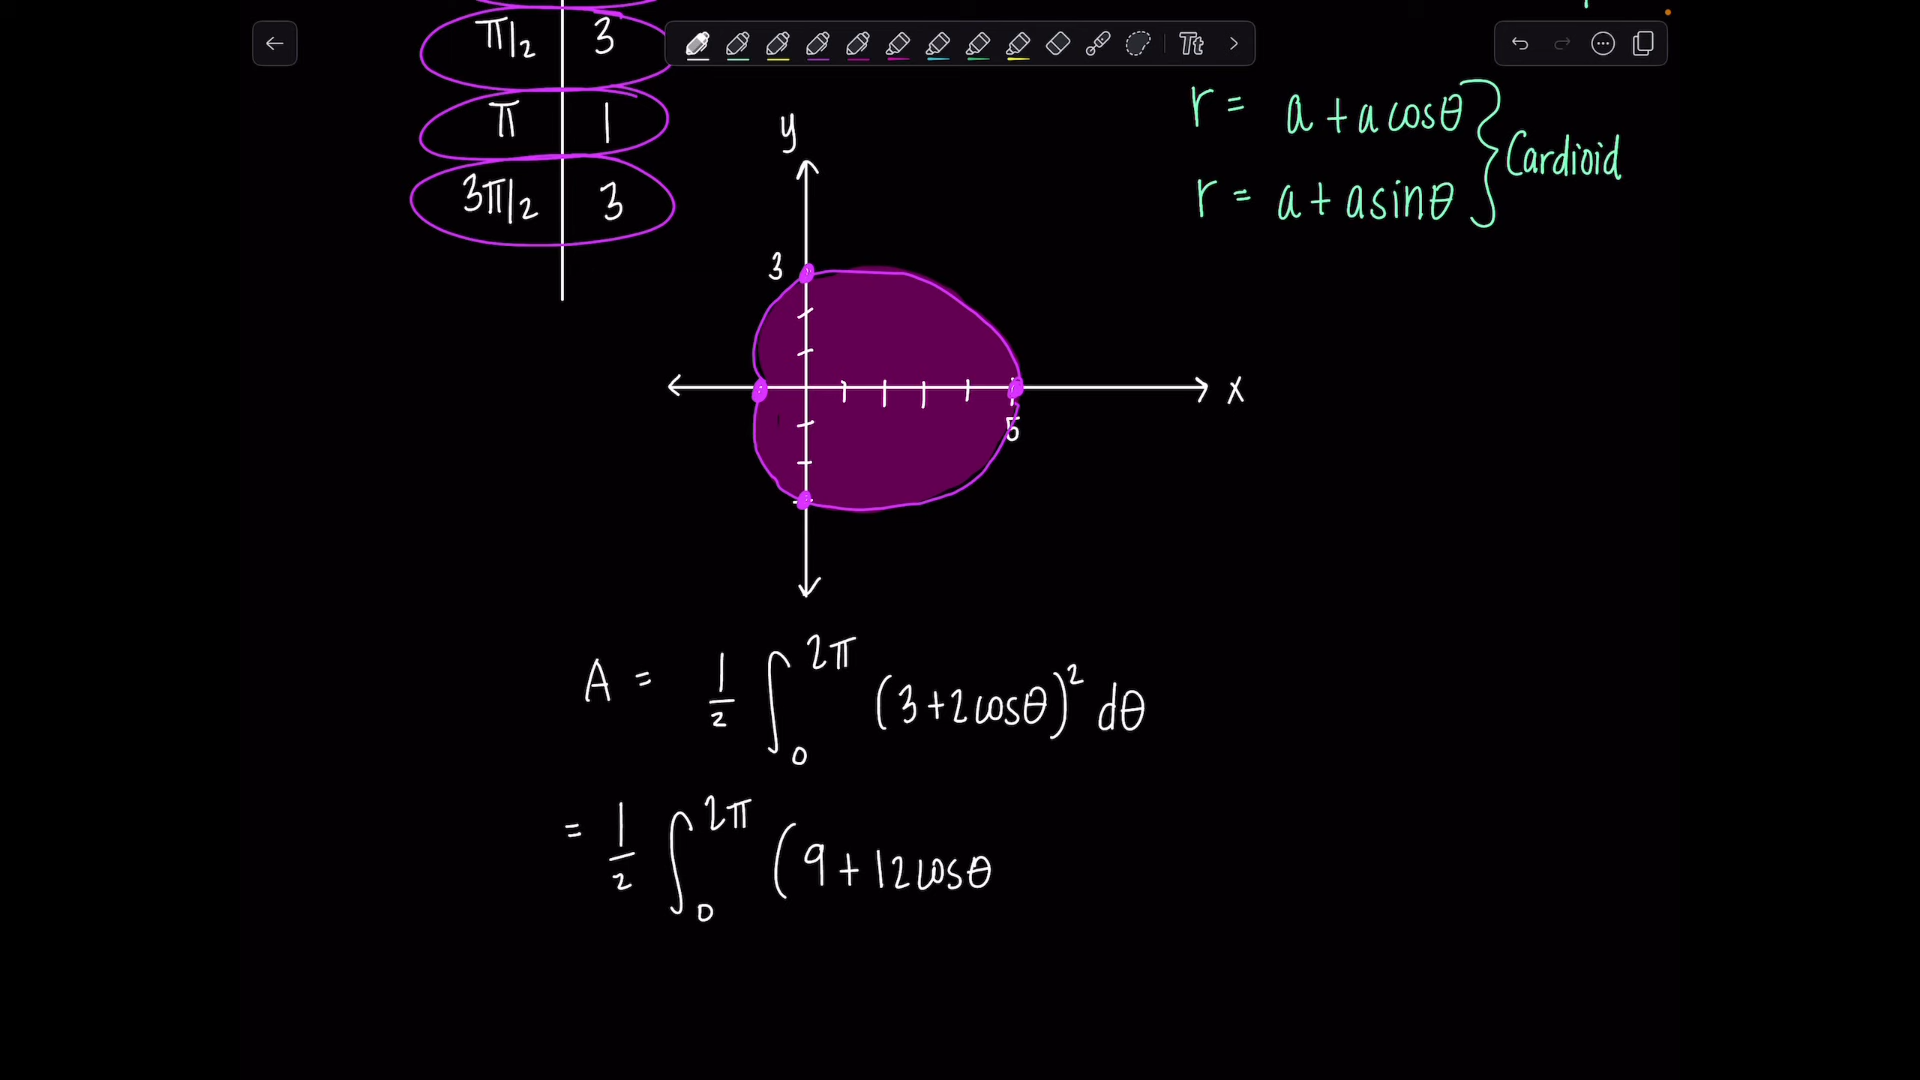 π/2 3
π 1
3π/2 3
Tt
r = a + a cosθ
r = a + a sinθ
Cardioid
y
3
x
5
A = 1/2 ∫₀^2π (3+2cosθ)² dθ
= 1/2 ∫₀^2π (9+12cosθ